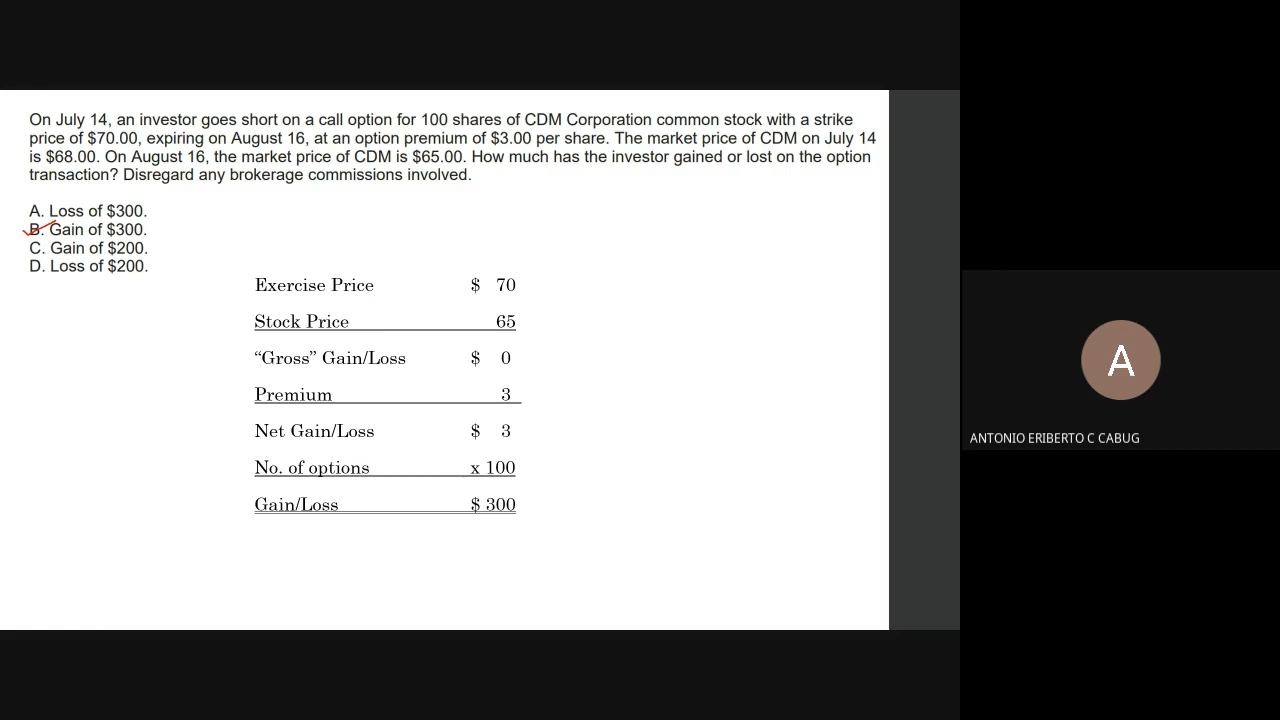 On July 14, an investor goes short on a call option for 100 shares of CDM Corporation common stock with a strike
price of $70.00, expiring on August 16, at an option premium of $3.00 per share. The market price of CDM on July 14
is $68.00. On August 16, the market price of CDM is $65.00. How much has the investor gained or lost on the option
transaction? Disregard any brokerage commissions involved.
A. Loss of $300.
B. Gain of $300.
C. Gain of $200.
D. Loss of $200.
Exercise Price $ 70
Stock Price 65
“Gross” Gain/Loss $ 0
Premium 3
Net Gain/Loss $ 3
No. of options x 100
Gain/Loss $ 300
A
ANTONIO ERIBERTO C CABUG